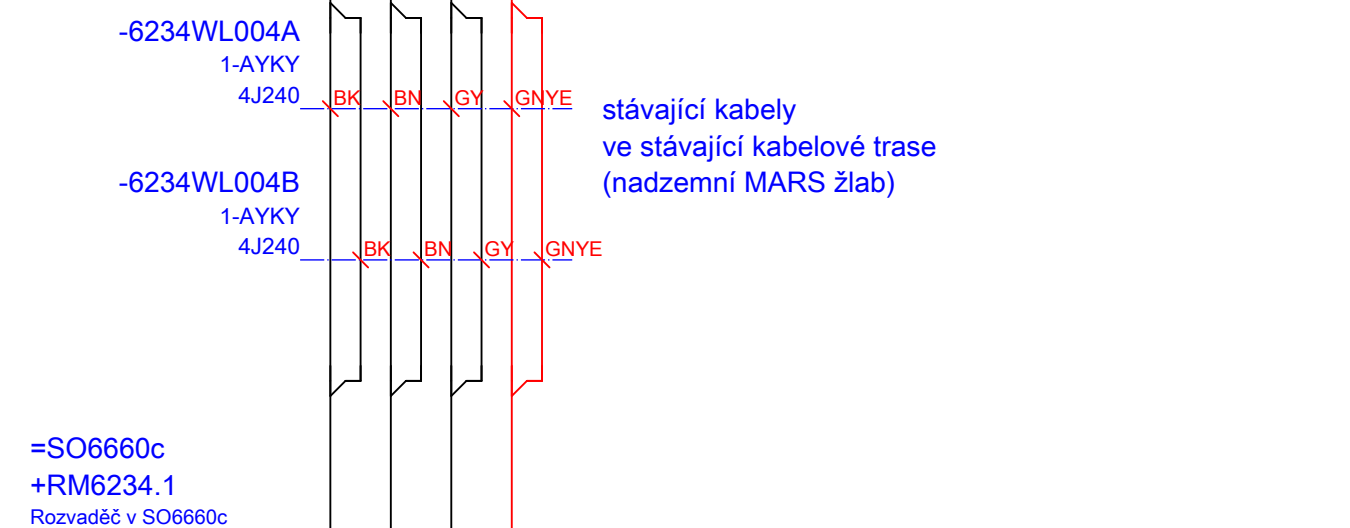 -6234WL004A
1-AYKY
4J240
BK BN GY GNYE
stávající kabely
ve stávající kabelové trase
(nadzemní MARS žlab)
-6234WL004B
1-AYKY
4J240
BK BN GY GNYE
=SO6660c
+RM6234.1
Rozvaděč v SO6660c